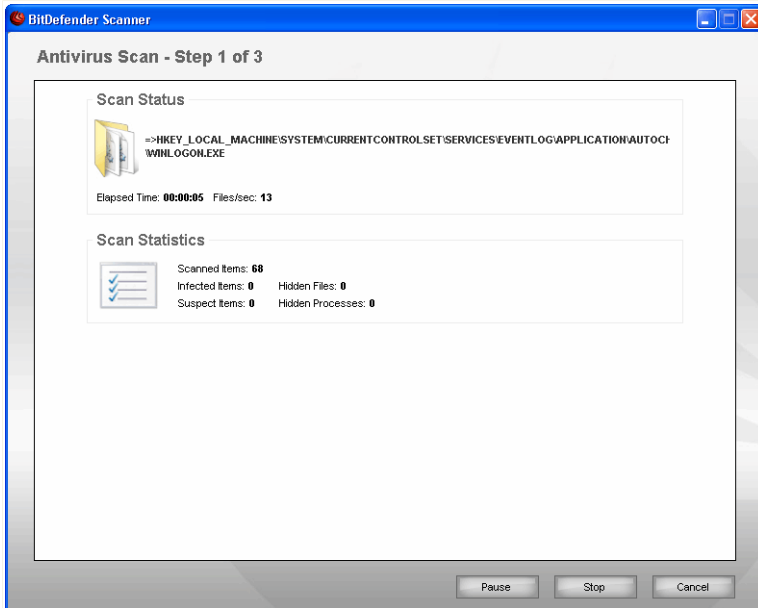 BitDefender Scanner
Antivirus Scan - Step 1 of 3
Scan Status
=>HKEY_LOCAL_MACHINE\SYSTEM\CURRENTCONTROLSET\SERVICES\EVENTLOG\APPLICATION\AUTOCH
\WINLOGON.EXE
Elapsed Time: 00:00:05 Files/sec: 13
Scan Statistics
Scanned Items: 68
Infected Items: 0 Hidden Files: 0
Suspect Items: 0 Hidden Processes: 0
Pause Stop Cancel